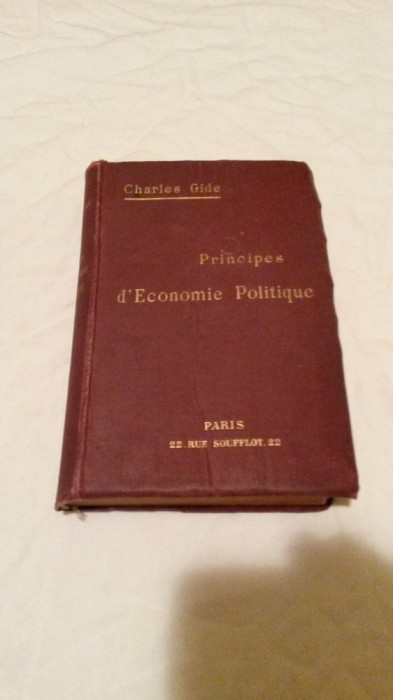 Charles Gide
Principes
d'Economie Politique
PARIS
22. RUE SOUFFLOT. 22